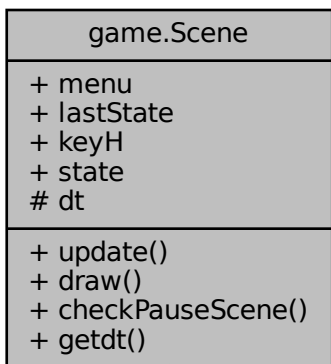 game.Scene
+ menu
+ lastState
+ keyH
+ state
# dt
+ update()
+ draw()
+ checkPauseScene()
+ getdt()